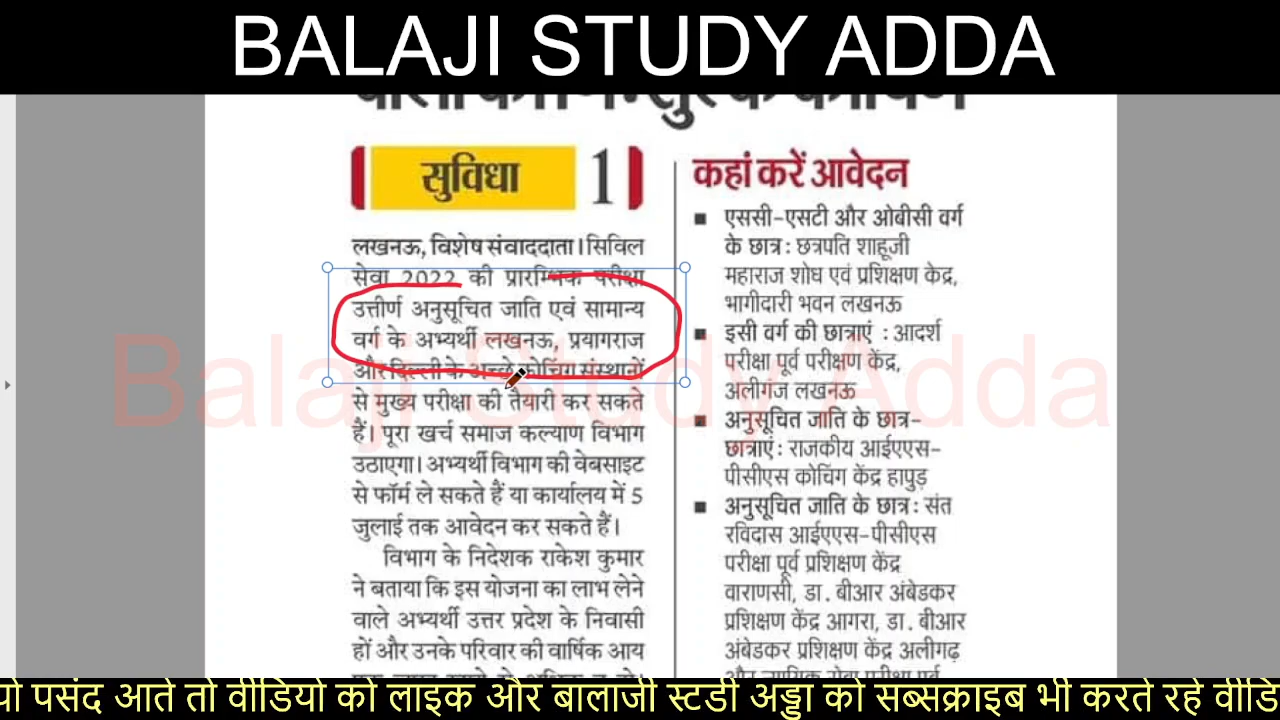 BALAJI STUDY ADDA
सुविधा 1
लखनऊ, विशेष संवाददाता। सिविल
सेवा 2022 की प्रारम्भिक परीक्षा
उत्तीर्ण अनुसूचित जाति एवं सामान्य
वर्ग के अभ्यर्थी लखनऊ, प्रयागराज
और दिल्ली के अच्छे कोचिंग संस्थानों
से मुख्य परीक्षा की तैयारी कर सकते
हैं। पूरा खर्च समाज कल्याण विभाग
उठाएगा। अभ्यर्थी विभाग की वेबसाइट
से फॉर्म ले सकते हैं या कार्यालय में 5
जुलाई तक आवेदन कर सकते हैं।
विभाग के निदेशक राकेश कुमार
ने बताया कि इस योजना का लाभ लेने
वाले अभ्यर्थी उत्तर प्रदेश के निवासी
हों और उनके परिवार की वार्षिक आय
कहां करें आवेदन
■ एससी-एसटी और ओबीसी वर्ग
के छात्र : छत्रपति शाहूजी
महाराज शोध एवं प्रशिक्षण केद्र,
भागीदारी भवन लखनऊ
■ इसी वर्ग की छात्राएं : आदर्श
परीक्षा पूर्व परीक्षण केंद्र,
अलीगंज लखनऊ
■ अनुसूचित जाति के छात्र-
छात्राएं : राजकीय आईएएस-
पीसीएस कोचिंग केंद्र हापुड़
■ अनुसूचित जाति के छात्र : संत
रविदास आईएएस-पीसीएस
परीक्षा पूर्व प्रशिक्षण केंद्र
वाराणसी, डा. बीआर अंबेडकर
प्रशिक्षण केंद्र आगरा, डा. बीआर
अंबेडकर प्रशिक्षण केंद्र अलीगढ़
Balaji Study Adda
यो पसंद आते तो वीडियो को लाइक और बालाजी स्टडी अड्डा को सब्सक्राइब भी करते रहे वीडि